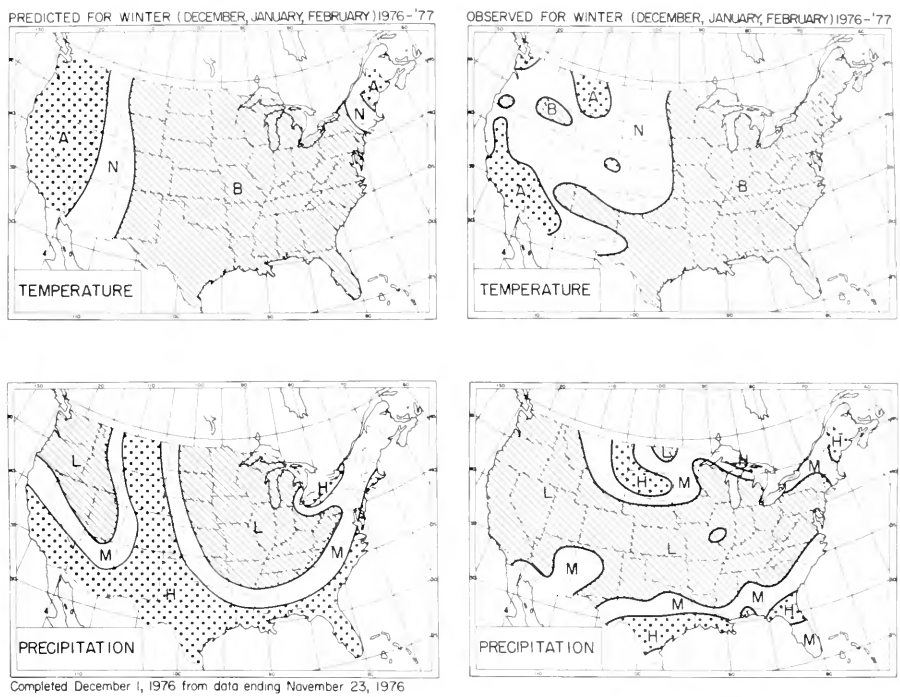 PREDICTED FOR WINTER (DECEMBER, JANUARY, FEBRUARY) 1976-'77
A
N
B
N
A
TEMPERATURE
OBSERVED FOR WINTER (DECEMBER, JANUARY, FEBRUARY) 1976-'77
B
A
N
A
B
TEMPERATURE
L
M
H
L
H
M
PRECIPITATION
L
H
M
H
M
H
L
L
M
M
M
H
H
M
PRECIPITATION
Completed December 1, 1976 from data ending November 23, 1976